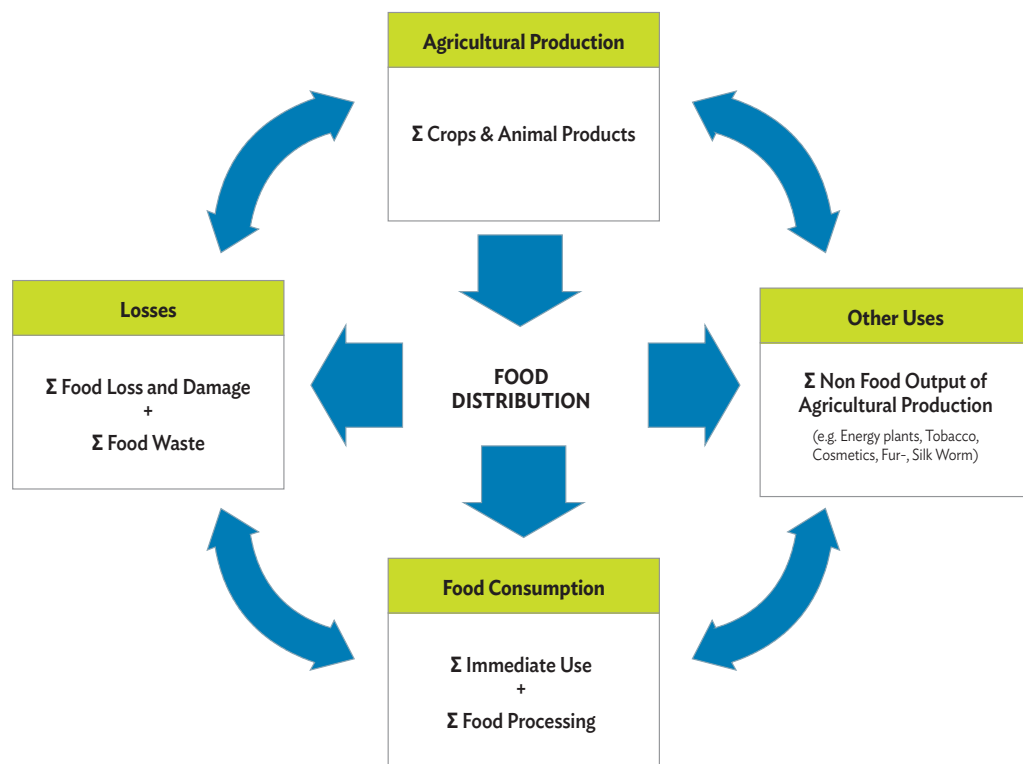 Agricultural Production
Σ Crops & Animal Products
Losses
Σ Food Loss and Damage
+
Σ Food Waste
FOOD
DISTRIBUTION
Other Uses
Σ Non Food Output of
Agricultural Production
(e.g. Energy plants, Tobacco,
Cosmetics, Fur-, Silk Worm)
Food Consumption
Σ Immediate Use
+
Σ Food Processing